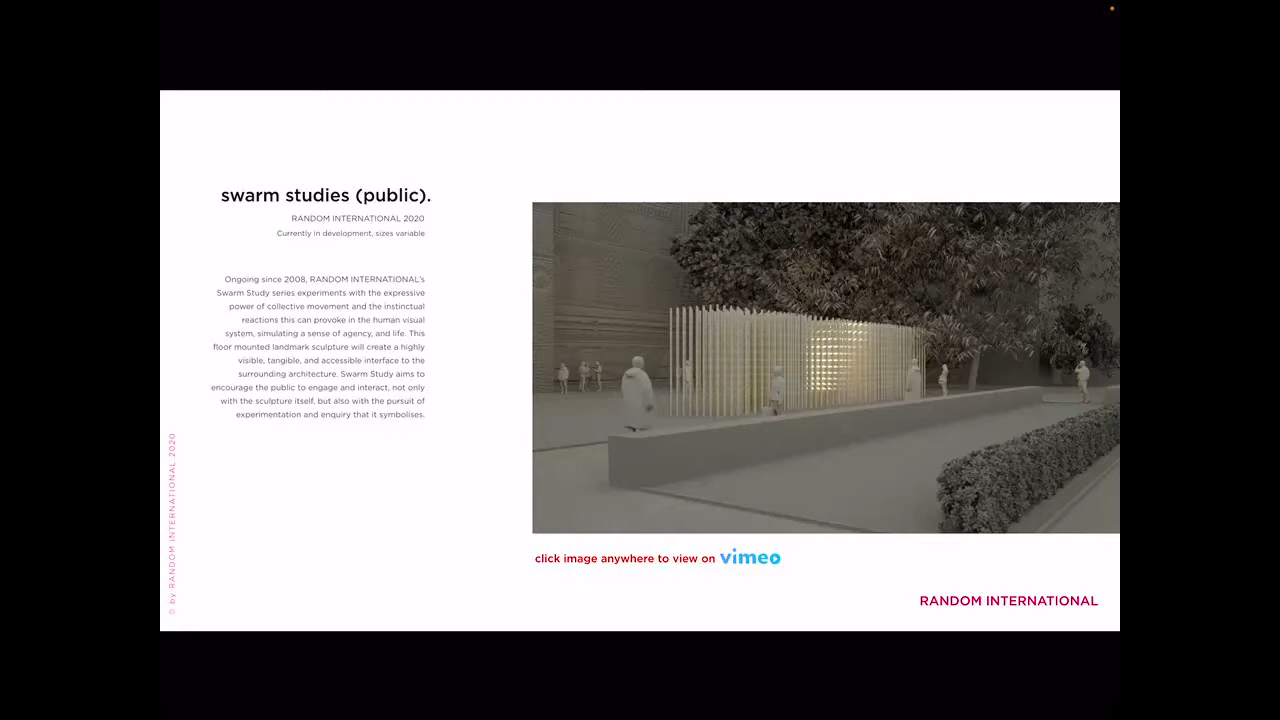 swarm studies (public).
RANDOM INTERNATIONAL 2020
Currently in development, sizes variable
Ongoing since 2008, RANDOM INTERNATIONAL's
Swarm Study series experiments with the expressive
power of collective movement and the instinctual
reactions this can provoke in the human visual
system, simulating a sense of agency, and life. This
floor mounted landmark sculpture will create a highly
visible, tangible, and accessible interface to the
surrounding architecture. Swarm Study aims to
encourage the public to engage and interact, not only
with the sculpture itself, but also with the pursuit of
experimentation and enquiry that it symbolises.
© by RANDOM INTERNATIONAL 2020
click image anywhere to view on vimeo
RANDOM INTERNATIONAL